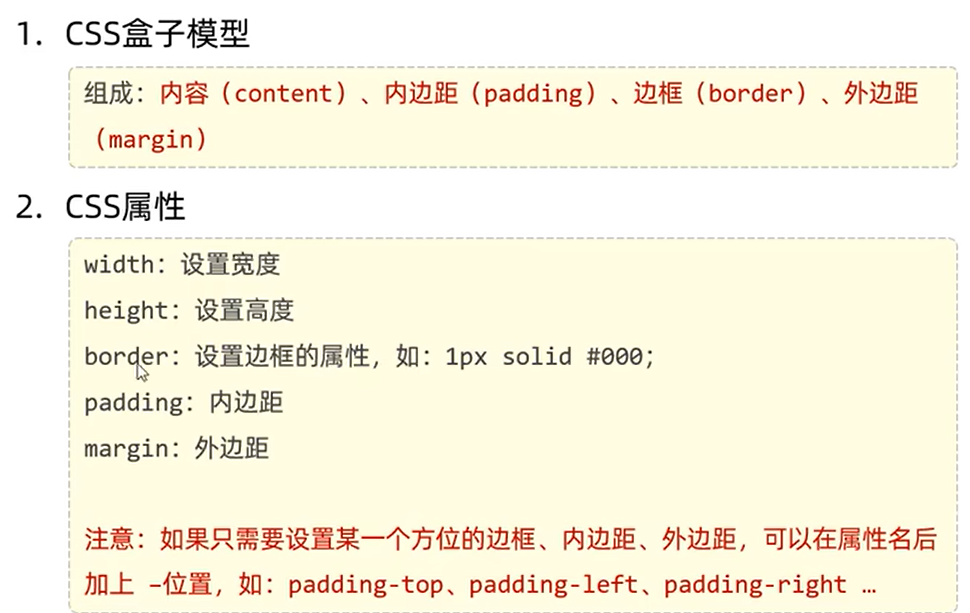 1. CSS盒子模型
组成：内容（content）、内边距（padding）、边框（border）、外边距
（margin）
2. CSS属性
width：设置宽度
height：设置高度
border：设置边框的属性，如：1px solid #000;
padding：内边距
margin：外边距
注意：如果只需要设置某一个方位的边框、内边距、外边距，可以在属性名后
加上 –位置，如：padding-top、padding-left、padding-right …